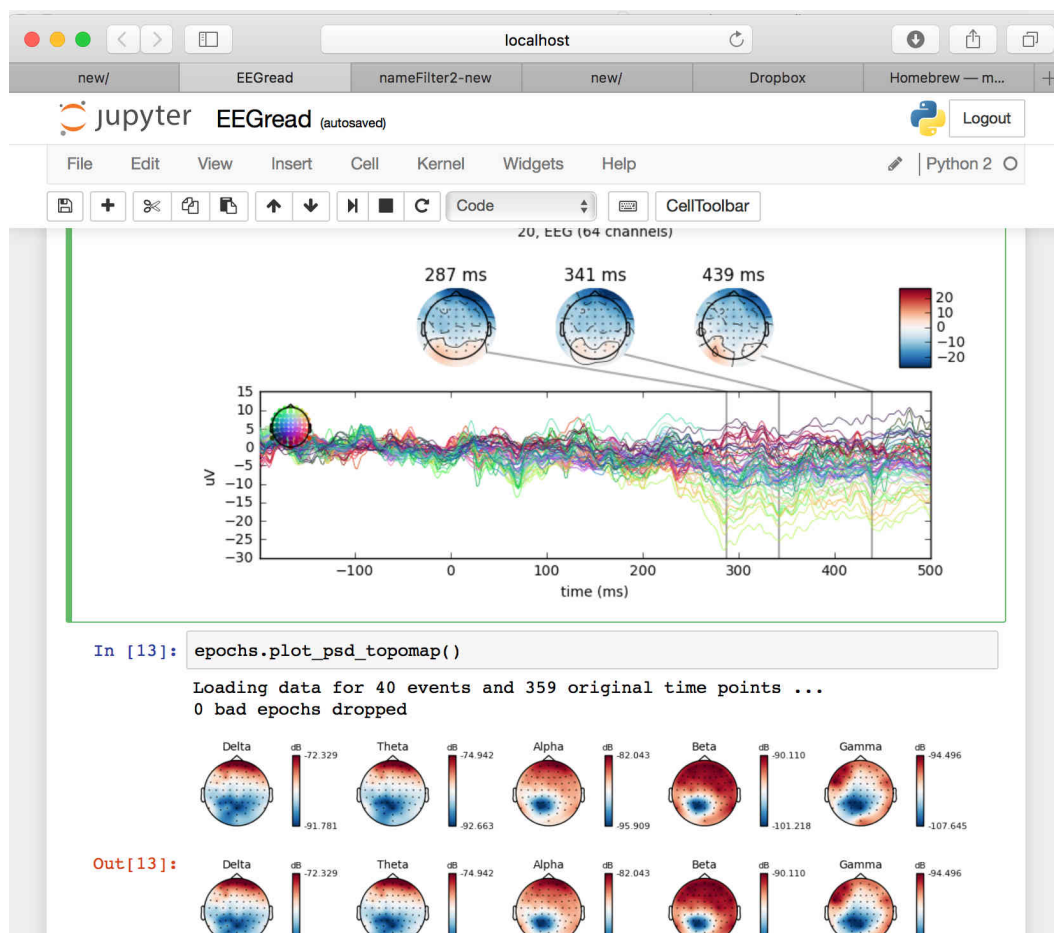 localhost
new/ EEGread nameFilter2-new new/ Dropbox Homebrew — m...
jupyter EEGread (autosaved) Logout
File Edit View Insert Cell Kernel Widgets Help Python 2
Code CellToolbar
20, EEG (64 channels)
287 ms 341 ms 439 ms
20
10
0
−10
−20
15
10
5
0
−5
−10
−15
−20
−25
−30
uV
−100 0 100 200 300 400 500
time (ms)
In [13]: epochs.plot_psd_topomap()
Loading data for 40 events and 359 original time points ...
0 bad epochs dropped
Delta dB Theta dB Alpha dB Beta dB Gamma dB
-72.329 -74.942 -82.043 -90.110 -94.496
-91.781 -92.663 -95.909 -101.218 -107.645
Out[13]: Delta dB Theta dB Alpha dB Beta dB Gamma dB
-72.329 -74.942 -82.043 -90.110 -94.496